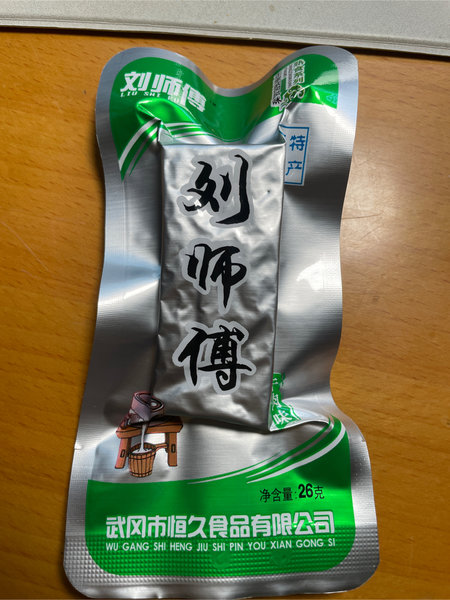 刘师傅
LIU SHI FU
特产
刘师傅
味
净含量:26克
武冈市恒久食品有限公司
WU GANG SHI HENG JIU SHI PIN YOU XIAN GONG SI